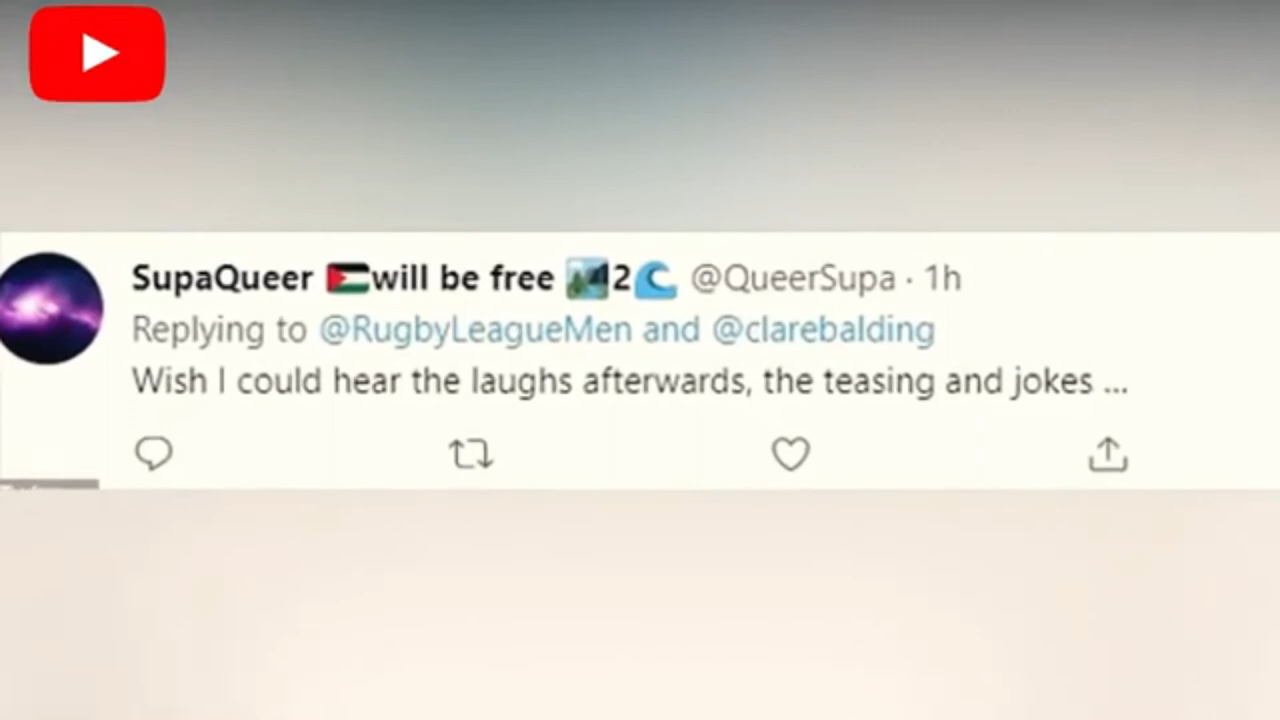 SupaQueer 🇵🇸will be free 🏞️2🌊 @QueerSupa · 1h
Replying to @RugbyLeagueMen and @clarebalding
Wish I could hear the laughs afterwards, the teasing and jokes ...